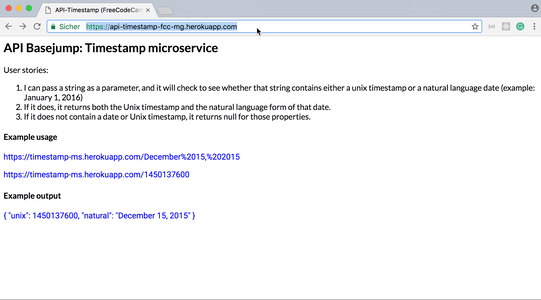 API-Timestamp (FreeCodeCam
Sicher https://api-timestamp-fcc-mg.herokuapp.com
API Basejump: Timestamp microservice
User stories:
1. I can pass a string as a parameter, and it will check to see whether that string contains either a unix timestamp or a natural language date (example:
January 1, 2016)
2. If it does, it returns both the Unix timestamp and the natural language form of that date.
3. If it does not contain a date or Unix timestamp, it returns null for those properties.
Example usage
https://timestamp-ms.herokuapp.com/December%2015,%202015
https://timestamp-ms.herokuapp.com/1450137600
Example output
{ "unix": 1450137600, "natural": "December 15, 2015" }